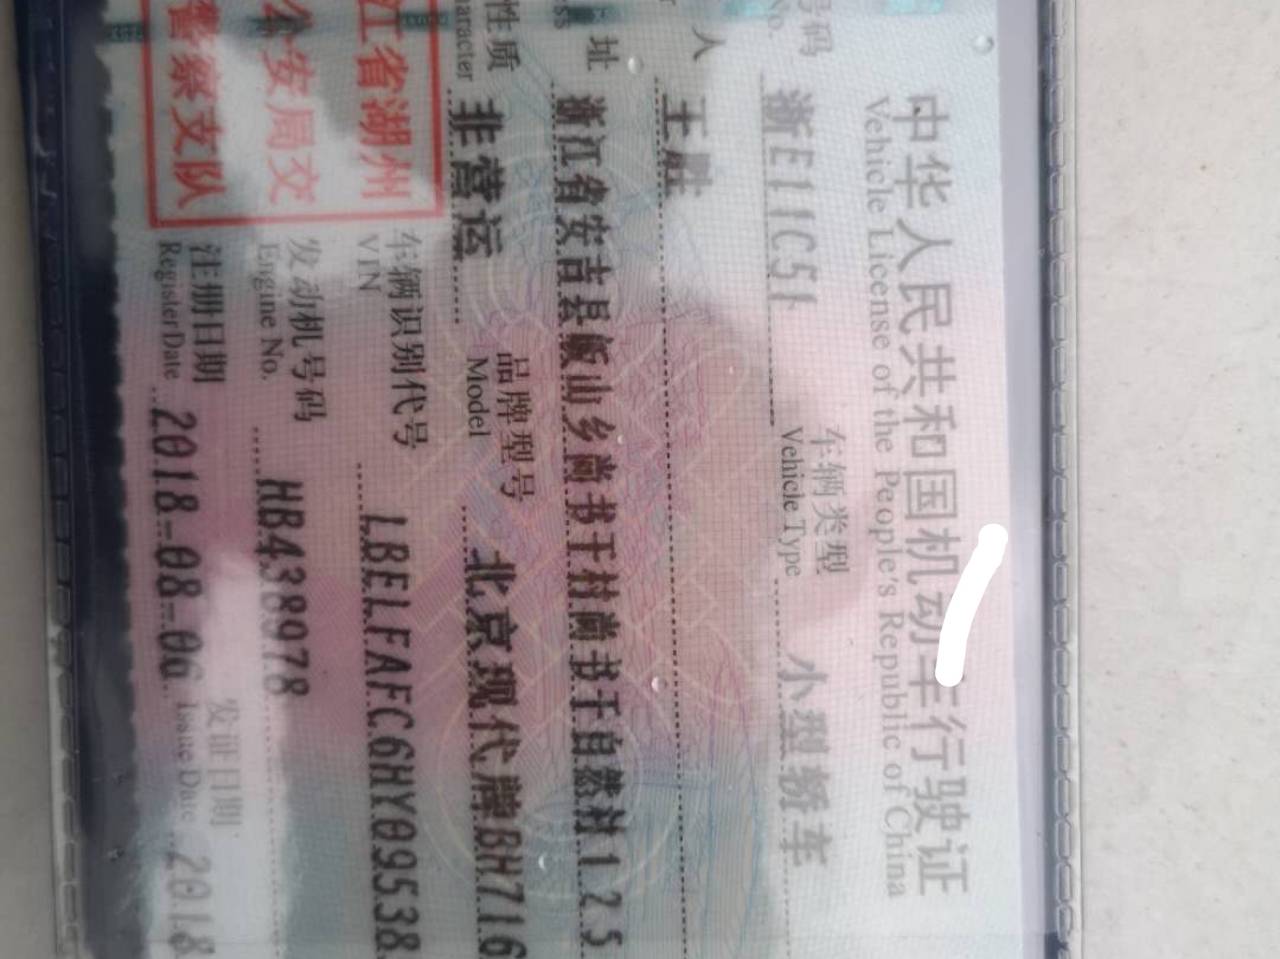 中华人民共和国机动车行驶证
Vehicle License of the People's Republic of China
号码 浙E11C51 车辆类型 小型轿车
No. Vehicle Type
人 王胜
址 浙江省安吉县鄣山乡尚书干村尚书干自然村125
性质 非营运 品牌型号 北京现代牌BH716
aracter Model
车辆识别代号 LBELFAFC6HY09538
VIN
发动机号码 HB438978
Engine No.
注册日期 2018-08-06 发证日期 2018
Register Date Issue Date
江省湖州
公安局交
警察支队